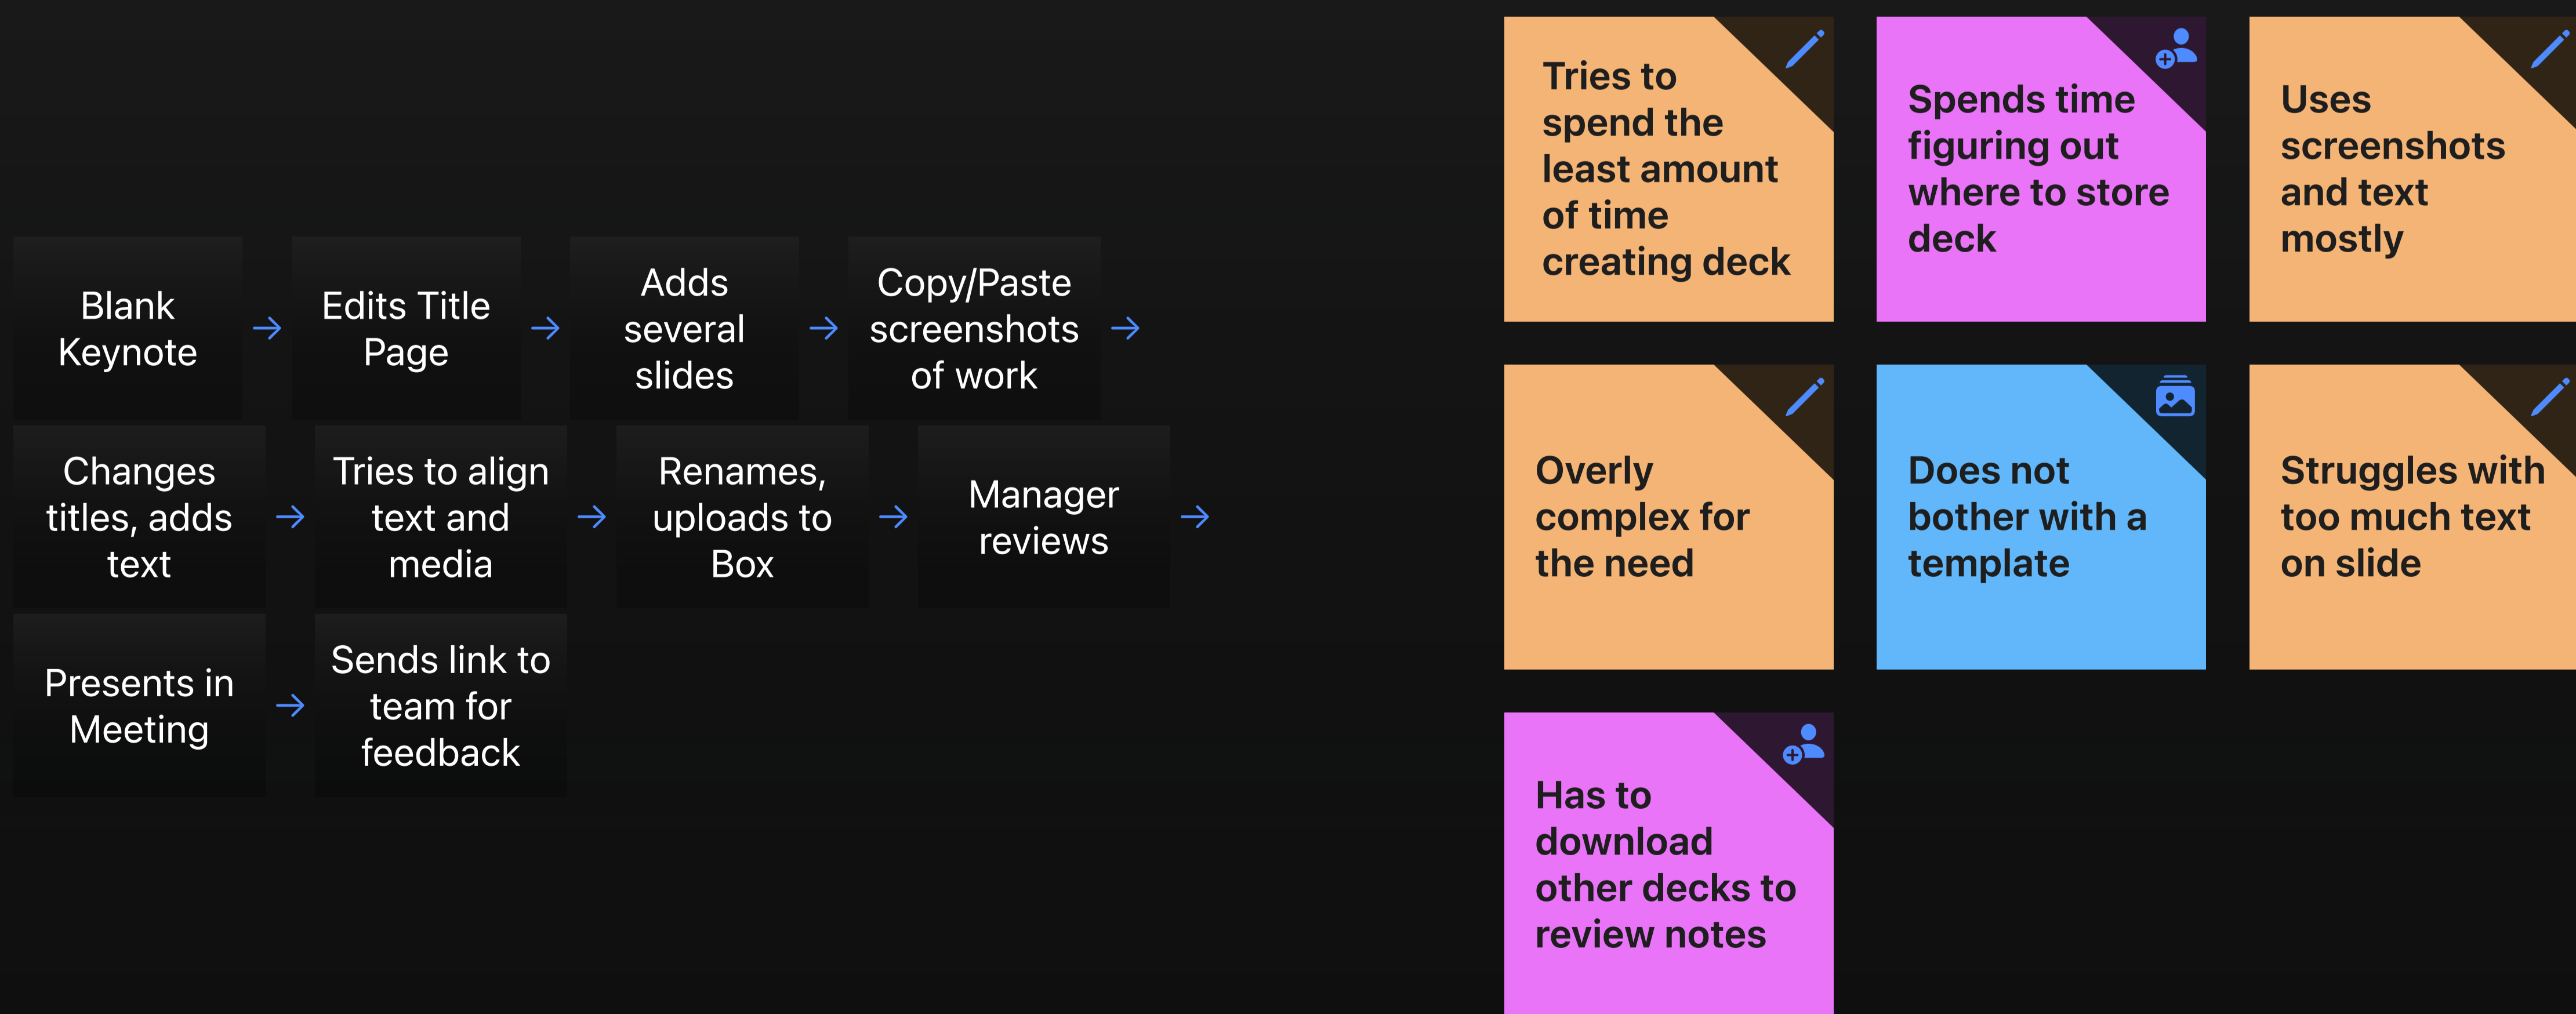 Blank
Keynote
Edits Title
Page
Adds
several
slides
Copy/Paste
screenshots
of work
Changes
titles, adds
text
Tries to align
text and
media
Renames,
uploads to
Box
Manager
reviews
Presents in
Meeting
Sends link to
team for
feedback
Tries to
spend the
least amount
of time
creating deck
Spends time
figuring out
where to store
deck
Uses
screenshots
and text
mostly
Overly
complex for
the need
Does not
bother with a
template
Struggles with
too much text
on slide
Has to
download
other decks to
review notes